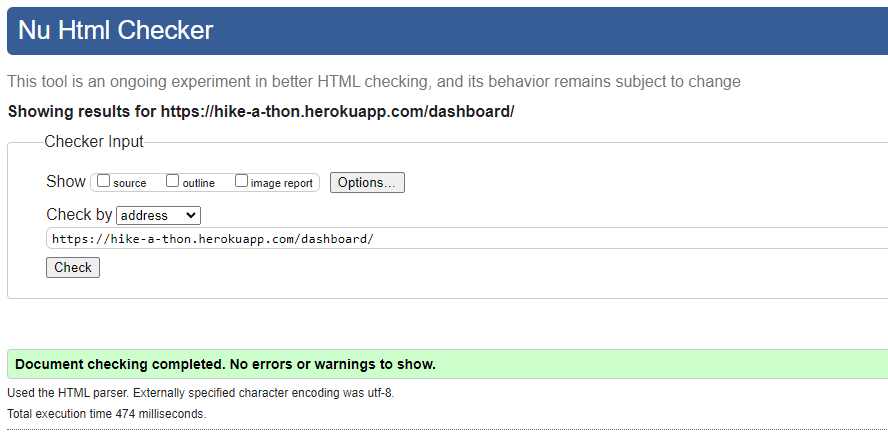 Nu Html Checker
This tool is an ongoing experiment in better HTML checking, and its behavior remains subject to change
Showing results for https://hike-a-thon.herokuapp.com/dashboard/
Checker Input
Show source outline image report Options...
Check by address
https://hike-a-thon.herokuapp.com/dashboard/
Check
Document checking completed. No errors or warnings to show.
Used the HTML parser. Externally specified character encoding was utf-8.
Total execution time 474 milliseconds.